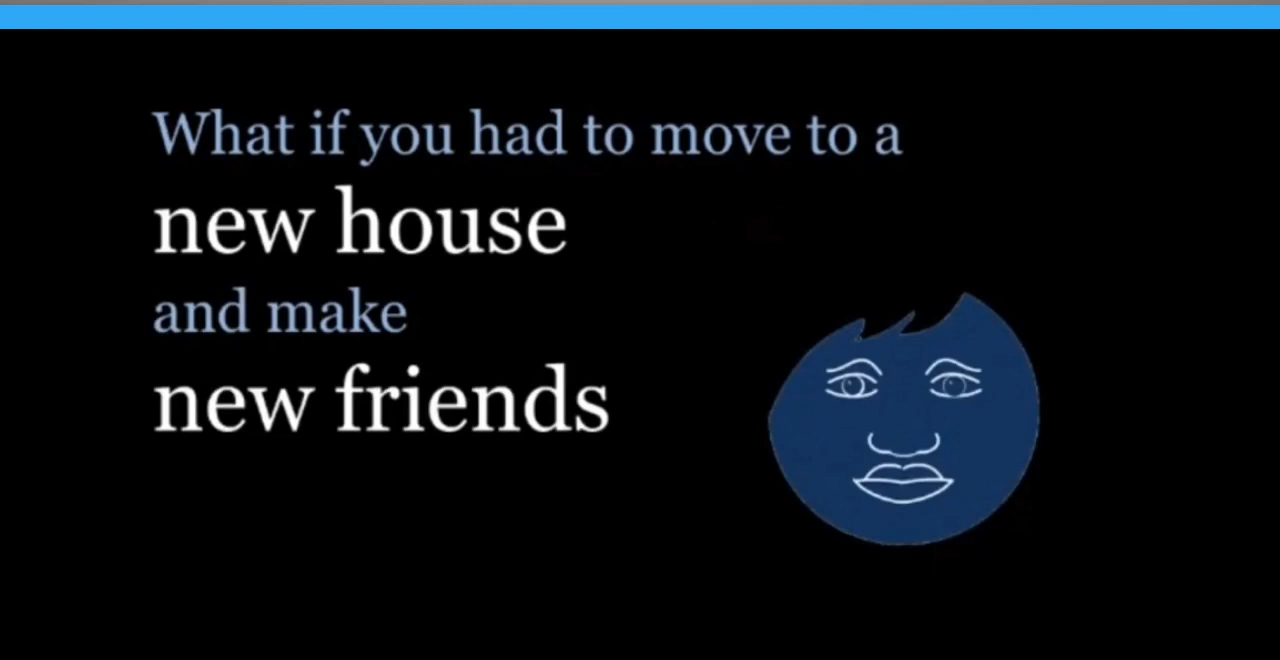 What if you had to move to a
new house
and make
new friends